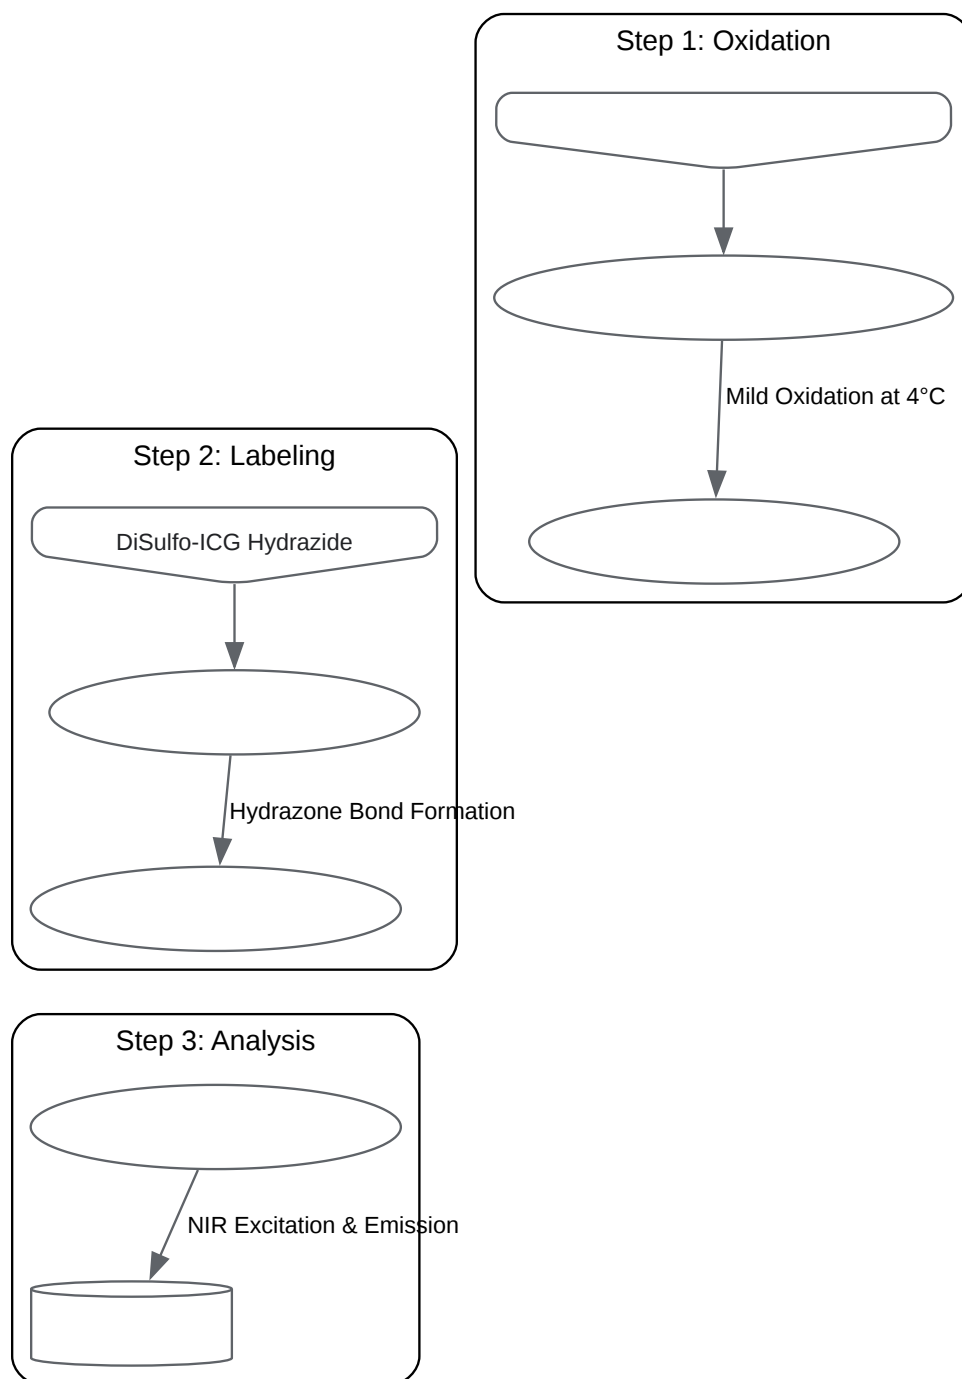 Step 1: Oxidation
Mild Oxidation at 4°C
Step 2: Labeling
DiSulfo-ICG Hydrazide
Hydrazone Bond Formation
Step 3: Analysis
NIR Excitation & Emission